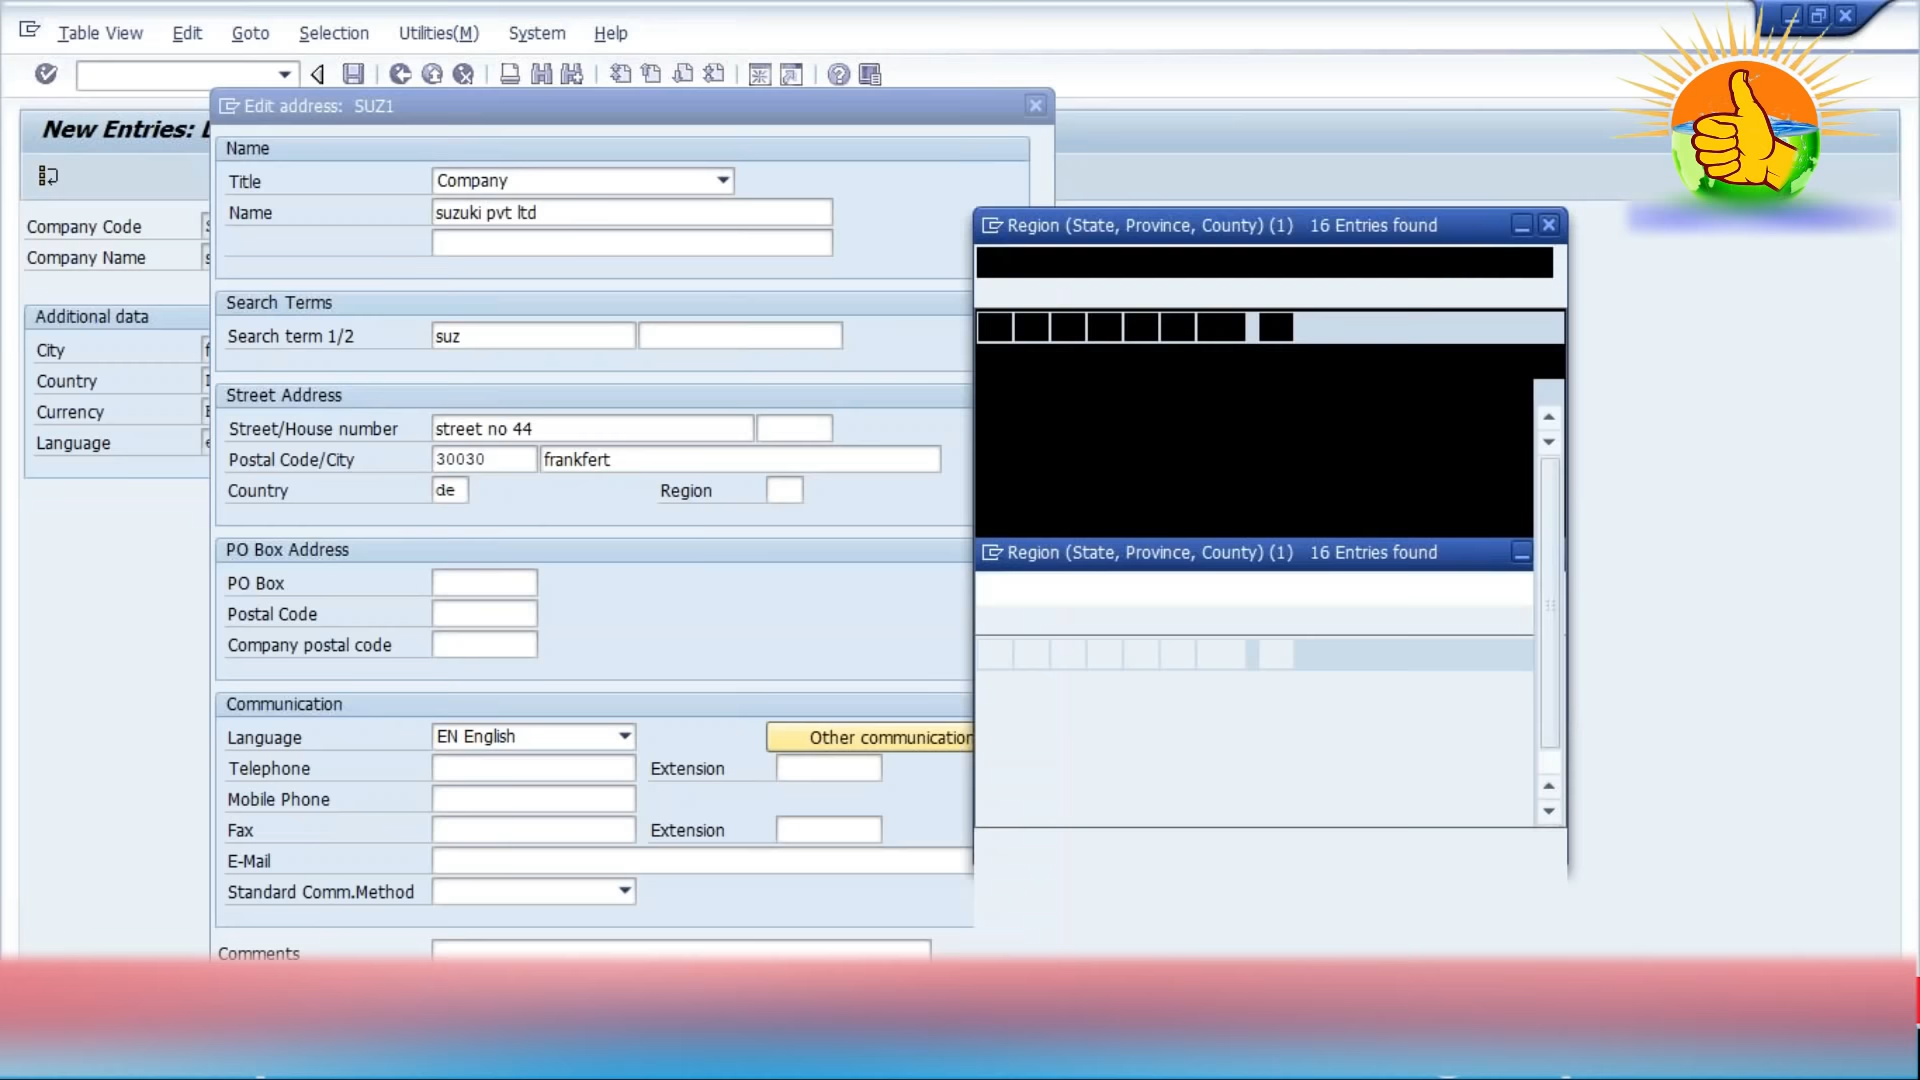 Table View Edit Goto Selection Utilities(M) System Help
Edit address: SUZ1
New Entries:
Name
Title Company
Name suzuki pvt ltd
Company Code
Company Name
Region (State, Province, County) (1) 16 Entries found
Search Terms
Search term 1/2 suz
Additional data
City
Country
Currency
Language
Street Address
Street/House number street no 44
Postal Code/City 30030 frankfert
Country de Region
PO Box Address
PO Box
Postal Code
Company postal code
Region (State, Province, County) (1) 16 Entries found
Communication
Language EN English Other communication
Telephone Extension
Mobile Phone
Fax Extension
E-Mail
Standard Comm.Method
Comments